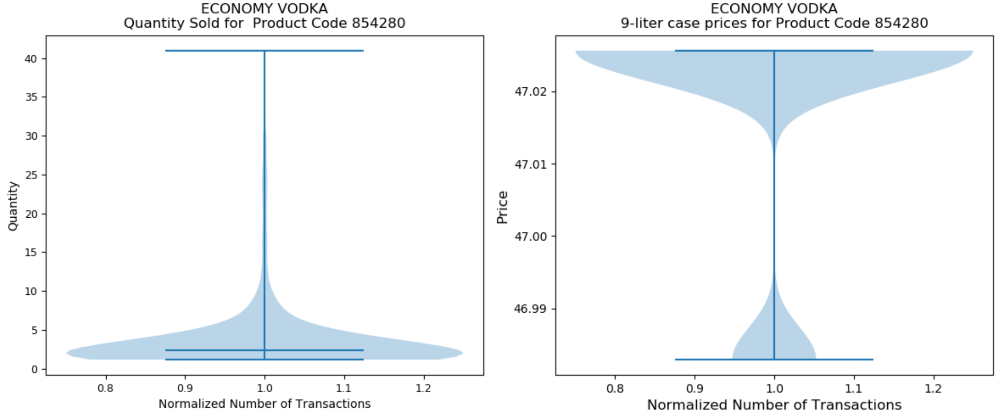 ECONOMY VODKA
Quantity Sold for  Product Code 854280
40
35
30
25
20
15
10
5
0
Quantity
0.8 0.9 1.0 1.1 1.2
Normalized Number of Transactions
ECONOMY VODKA
9-liter case prices for Product Code 854280
47.02
47.01
47.00
46.99
Price
0.8 0.9 1.0 1.1 1.2
Normalized Number of Transactions